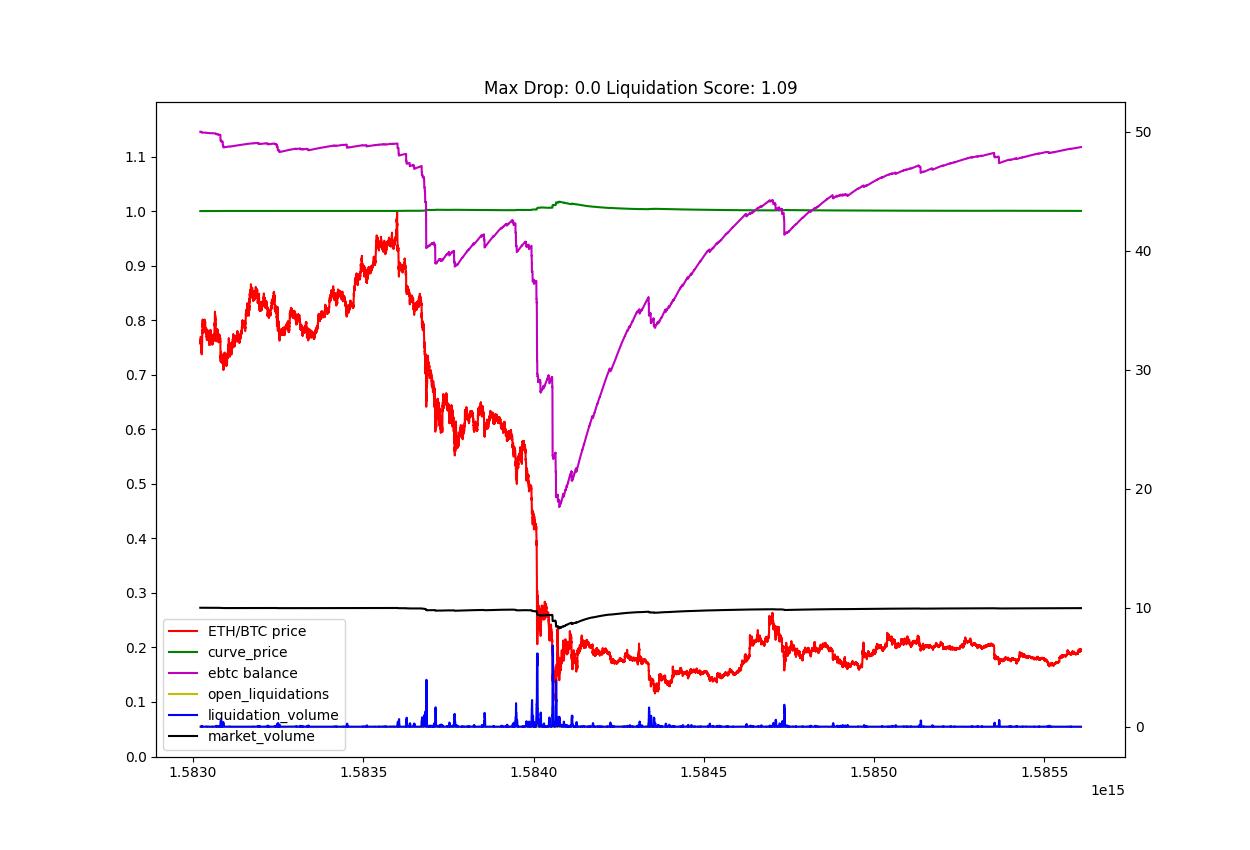 Max Drop: 0.0 Liquidation Score: 1.09
1.1
1.0
0.9
0.8
0.7
0.6
0.5
0.4
0.3
0.2
0.1
0.0
50
40
30
20
10
0
ETH/BTC price
curve_price
ebtc balance
open_liquidations
liquidation_volume
market_volume
1.5830 1.5835 1.5840 1.5845 1.5850 1.5855
1e15